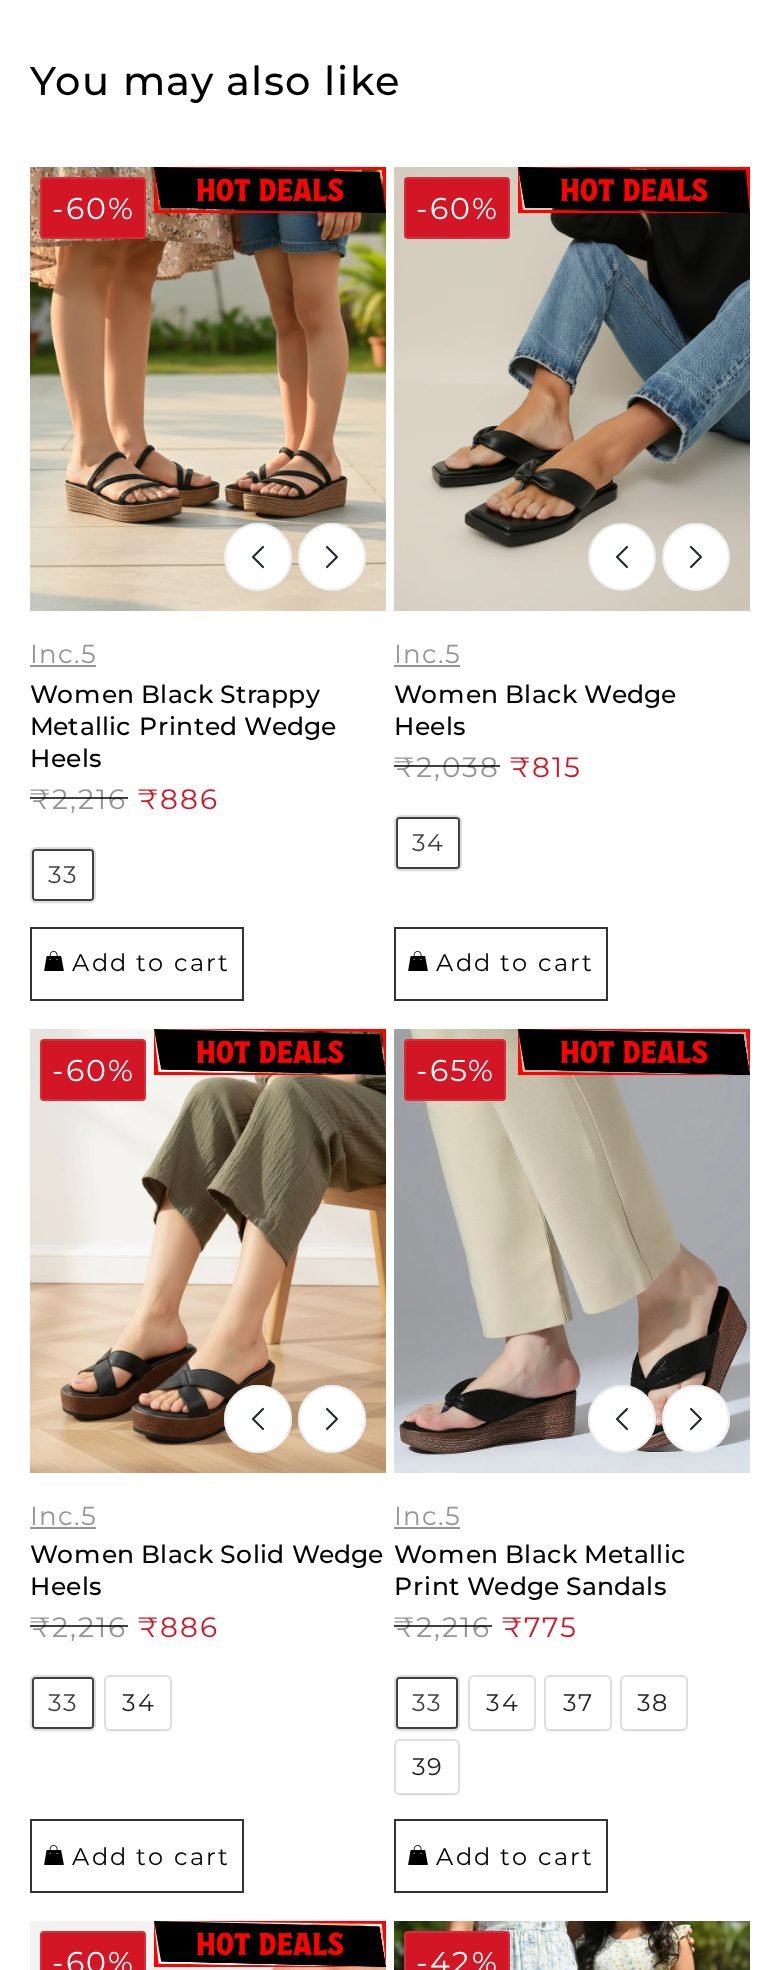 You may also like
-60%
HOT DEALS
-60%
HOT DEALS
Inc.5
Women Black Strappy
Metallic Printed Wedge
Heels
₹2,216 ₹886
33
Add to cart
Inc.5
Women Black Wedge
Heels
₹2,038 ₹815
34
Add to cart
-60%
HOT DEALS
-65%
HOT DEALS
Inc.5
Women Black Solid Wedge
Heels
₹2,216 ₹886
33 34
Add to cart
Inc.5
Women Black Metallic
Print Wedge Sandals
₹2,216 ₹775
33 34 37 38
39
Add to cart
-60%
HOT DEALS
-42%